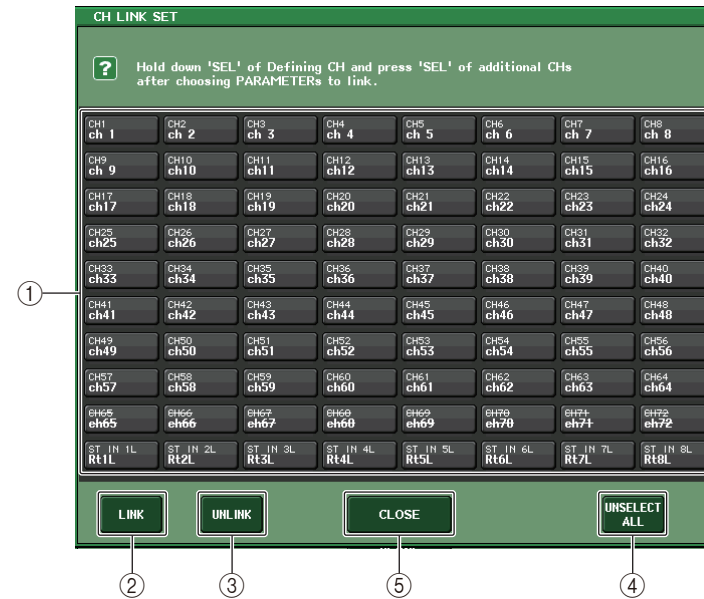 CH LINK SET
?
Hold down 'SEL' of Defining CH and press 'SEL' of additional CHs
after choosing PARAMETERs to link.
CH1 CH2 CH3 CH4 CH5 CH6 CH7 CH8
ch 1 ch 2 ch 3 ch 4 ch 5 ch 6 ch 7 ch 8
CH9 CH10 CH11 CH12 CH13 CH14 CH15 CH16
ch 9 ch10 ch11 ch12 ch13 ch14 ch15 ch16
CH17 CH18 CH19 CH20 CH21 CH22 CH23 CH24
ch17 ch18 ch19 ch20 ch21 ch22 ch23 ch24
CH25 CH26 CH27 CH28 CH29 CH30 CH31 CH32
ch25 ch26 ch27 ch28 ch29 ch30 ch31 ch32
CH33 CH34 CH35 CH36 CH37 CH38 CH39 CH40
ch33 ch34 ch35 ch36 ch37 ch38 ch39 ch40
①
CH41 CH42 CH43 CH44 CH45 CH46 CH47 CH48
ch41 ch42 ch43 ch44 ch45 ch46 ch47 ch48
CH49 CH50 CH51 CH52 CH53 CH54 CH55 CH56
ch49 ch50 ch51 ch52 ch53 ch54 ch55 ch56
CH57 CH58 CH59 CH60 CH61 CH62 CH63 CH64
ch57 ch58 ch59 ch60 ch61 ch62 ch63 ch64
CH65 CH66 CH67 CH68 CH69 CH70 CH71 CH72
ch65 ch66 ch67 ch68 ch69 ch70 ch71 ch72
ST IN 1L ST IN 2L ST IN 3L ST IN 4L ST IN 5L ST IN 6L ST IN 7L ST IN 8L
Rt1L Rt2L Rt3L Rt4L Rt5L Rt6L Rt7L Rt8L
LINK UNLINK CLOSE UNSELECT
ALL
② ③ ⑤ ④